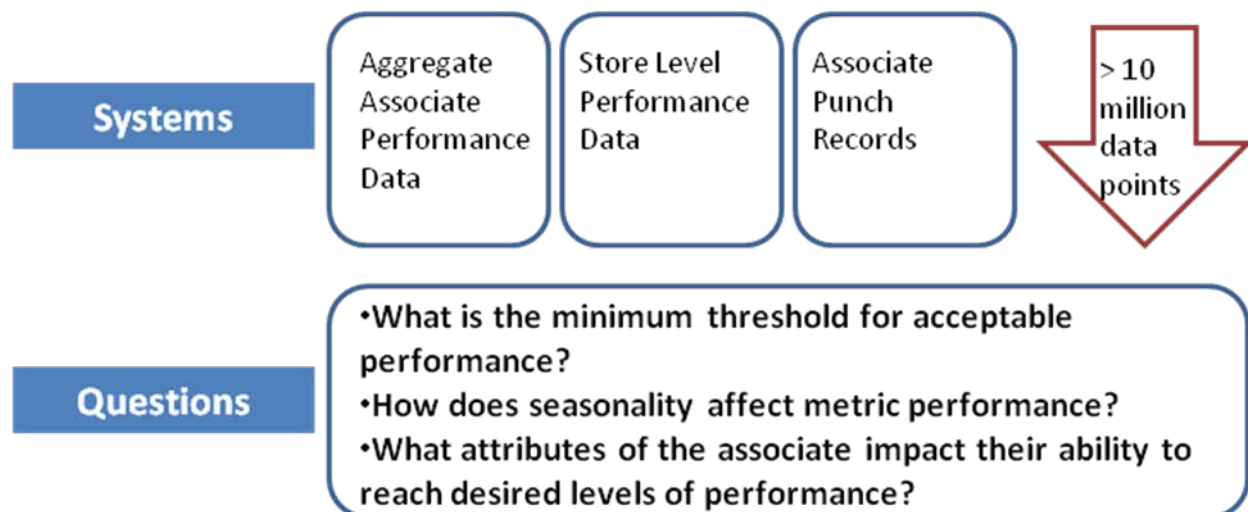 Systems
Aggregate
Associate
Performance
Data
Store Level
Performance
Data
Associate
Punch
Records
> 10
million
data
points
Questions
•What is the minimum threshold for acceptable
performance?
•How does seasonality affect metric performance?
•What attributes of the associate impact their ability to
reach desired levels of performance?